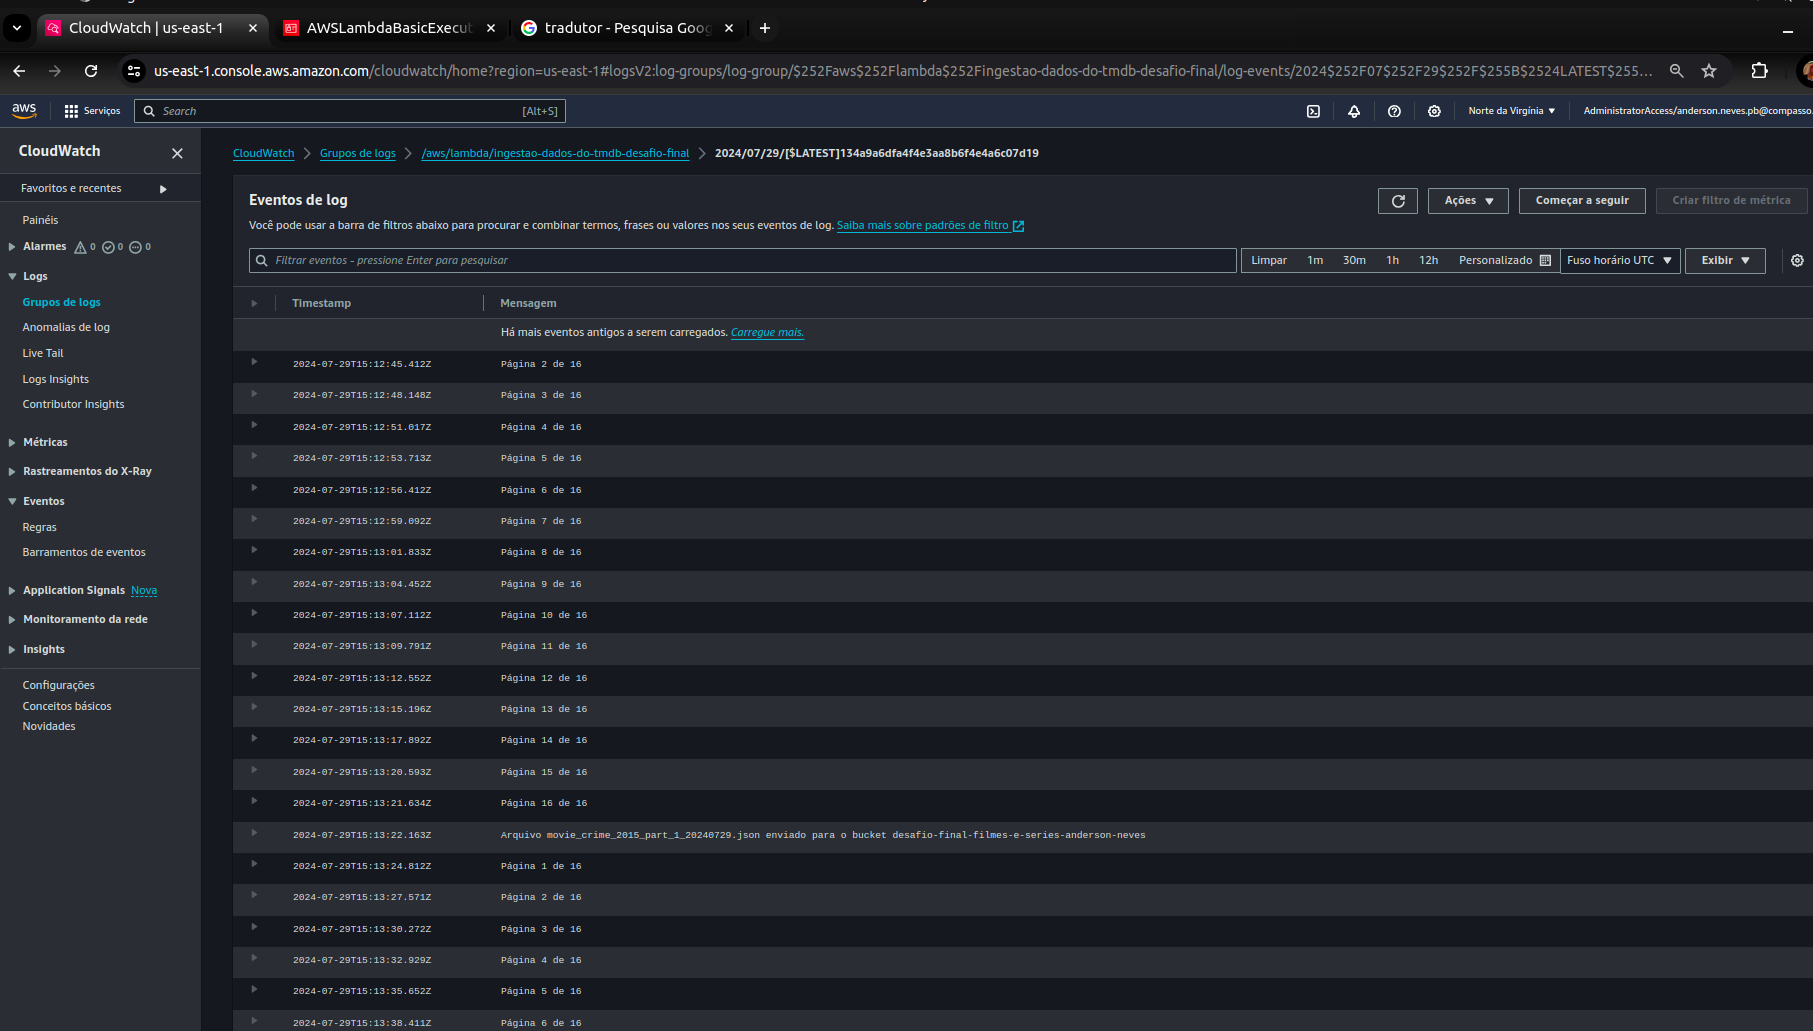 CloudWatch | us-east-1
AWSLambdaBasicExecut
tradutor - Pesquisa Goog
us-east-1.console.aws.amazon.com/cloudwatch/home?region=us-east-1#logsV2:log-groups/log-group/$252Faws$252Flambda$252Fingestao-dados-do-tmdb-desafio-final/log-events/2024$252F07$252F29$252F$255B$2524LATEST$255...
aws
Serviços
Search
[Alt+S]
Norte da Virgínia
AdministratorAccess/anderson.neves.pb@compasso.
CloudWatch
Favoritos e recentes
Painéis
Alarmes 0 0 0
Logs
Grupos de logs
Anomalias de log
Live Tail
Logs Insights
Contributor Insights
Métricas
Rastreamentos do X-Ray
Eventos
Regras
Barramentos de eventos
Application Signals Nova
Monitoramento da rede
Insights
Configurações
Conceitos básicos
Novidades
CloudWatch
Grupos de logs
/aws/lambda/ingestao-dados-do-tmdb-desafio-final
2024/07/29/[$LATEST]134a9a6dfa4f4e3aa8b6f4e4a6c07d19
Eventos de log
Ações
Começar a seguir
Criar filtro de métrica
Você pode usar a barra de filtros abaixo para procurar e combinar termos, frases ou valores nos seus eventos de log. Saiba mais sobre padrões de filtro
Filtrar eventos - pressione Enter para pesquisar
Limpar 1m 30m 1h 12h Personalizado
Fuso horário UTC
Exibir
Timestamp Mensagem
Há mais eventos antigos a serem carregados. Carregue mais.
2024-07-29T15:12:45.412Z Página 2 de 16
2024-07-29T15:12:48.148Z Página 3 de 16
2024-07-29T15:12:51.017Z Página 4 de 16
2024-07-29T15:12:53.713Z Página 5 de 16
2024-07-29T15:12:56.412Z Página 6 de 16
2024-07-29T15:12:59.092Z Página 7 de 16
2024-07-29T15:13:01.833Z Página 8 de 16
2024-07-29T15:13:04.452Z Página 9 de 16
2024-07-29T15:13:07.112Z Página 10 de 16
2024-07-29T15:13:09.791Z Página 11 de 16
2024-07-29T15:13:12.552Z Página 12 de 16
2024-07-29T15:13:15.196Z Página 13 de 16
2024-07-29T15:13:17.892Z Página 14 de 16
2024-07-29T15:13:20.593Z Página 15 de 16
2024-07-29T15:13:21.634Z Página 16 de 16
2024-07-29T15:13:22.163Z Arquivo movie_crime_2015_part_1_20240729.json enviado para o bucket desafio-final-filmes-e-series-anderson-neves
2024-07-29T15:13:24.812Z Página 1 de 16
2024-07-29T15:13:27.571Z Página 2 de 16
2024-07-29T15:13:30.272Z Página 3 de 16
2024-07-29T15:13:32.929Z Página 4 de 16
2024-07-29T15:13:35.652Z Página 5 de 16
2024-07-29T15:13:38.411Z Página 6 de 16